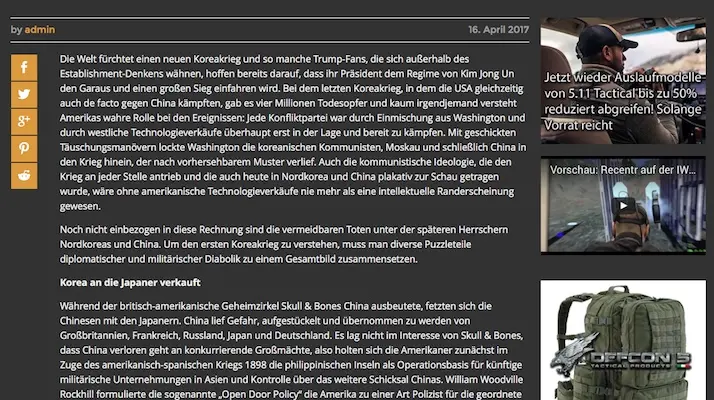 by admin
16. April 2017
Die Welt fürchtet einen neuen Koreakrieg und so manche Trump-Fans, die sich außerhalb des
Establishment-Denkens wähnen, hoffen bereits darauf, dass ihr Präsident dem Regime von Kim Jong Un
den Garaus und einen großen Sieg einfahren wird. Bei dem letzten Koreakrieg, in dem die USA gleichzeitig
auch de facto gegen China kämpften, gab es vier Millionen Todesopfer und kaum irgendjemand versteht
Amerikas wahre Rolle bei den Ereignissen: Jede Konfliktpartei war durch Einmischung aus Washington und
durch westliche Technologieverkäufe überhaupt erst in der Lage und bereit zu kämpfen. Mit geschickten
Täuschungsmanövern lockte Washington die koreanischen Kommunisten, Moskau und schließlich China in
den Krieg hinein, der nach vorhersehbarem Muster verlief. Auch die kommunistische Ideologie, die den
Krieg an jeder Stelle antrieb und die auch heute in Nordkorea und China plakativ zur Schau getragen
wurde, wäre ohne amerikanische Technologieverkäufe nie mehr als eine intellektuelle Randerscheinung
gewesen.
Noch nicht einbezogen in diese Rechnung sind die vermeidbaren Toten unter der späteren Herrschern
Nordkoreas und China. Um den ersten Koreakrieg zu verstehen, muss man diverse Puzzleteile
diplomatischer und militärischer Diabolik zu einem Gesamtbild zusammensetzen.
Korea an die Japaner verkauft
Während der britisch-amerikanische Geheimzirkel Skull & Bones China ausbeutete, fetzten sich die
Chinesen mit den Japanern. China lief Gefahr, aufgestückelt und übernommen zu werden von
Großbritannien, Frankreich, Russland, Japan und Deutschland. Es lag nicht im Interesse von Skull & Bones,
dass China verloren geht an konkurrierende Großmächte, also holten sich die Amerikaner zunächst im
Zuge des amerikanisch-spanischen Kriegs 1898 die philippinischen Inseln als Operationsbasis für künftige
militärische Unternehmungen in Asien und Kontrolle über das weitere Schicksal Chinas. William Woodville
Rockhill formulierte die sogenannte „Open Door Policy“ die Amerika zu einer Art Polizist für die geordnete
Jetzt wieder Auslaufmodelle
von 5.11 Tactical bis zu 50%
reduziert abgreifen! Solange
Vorrat reicht
Vorschau: Recentr auf der IW...
DEFCON 5
TACTICAL PRODUCTS